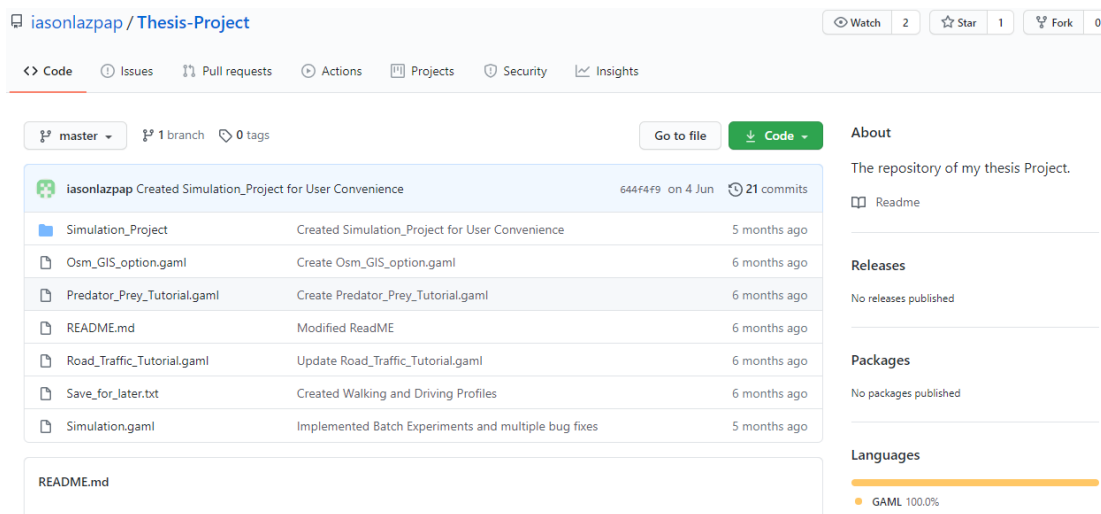 iasonlazpap / Thesis-Project
Watch 2 Star 1 Fork 0
Code Issues Pull requests Actions Projects Security Insights
master 1 branch 0 tags Go to file Code
iasonlazpap Created Simulation_Project for User Convenience 644f4f9 on 4 Jun 21 commits
Simulation_Project Created Simulation_Project for User Convenience 5 months ago
Osm_GIS_option.gaml Create Osm_GIS_option.gaml 6 months ago
Predator_Prey_Tutorial.gaml Create Predator_Prey_Tutorial.gaml 6 months ago
README.md Modified ReadME 6 months ago
Road_Traffic_Tutorial.gaml Update Road_Traffic_Tutorial.gaml 6 months ago
Save_for_later.txt Created Walking and Driving Profiles 6 months ago
Simulation.gaml Implemented Batch Experiments and multiple bug fixes 5 months ago
README.md
About
The repository of my thesis Project.
Readme
Releases
No releases published
Packages
No packages published
Languages
GAML 100.0%